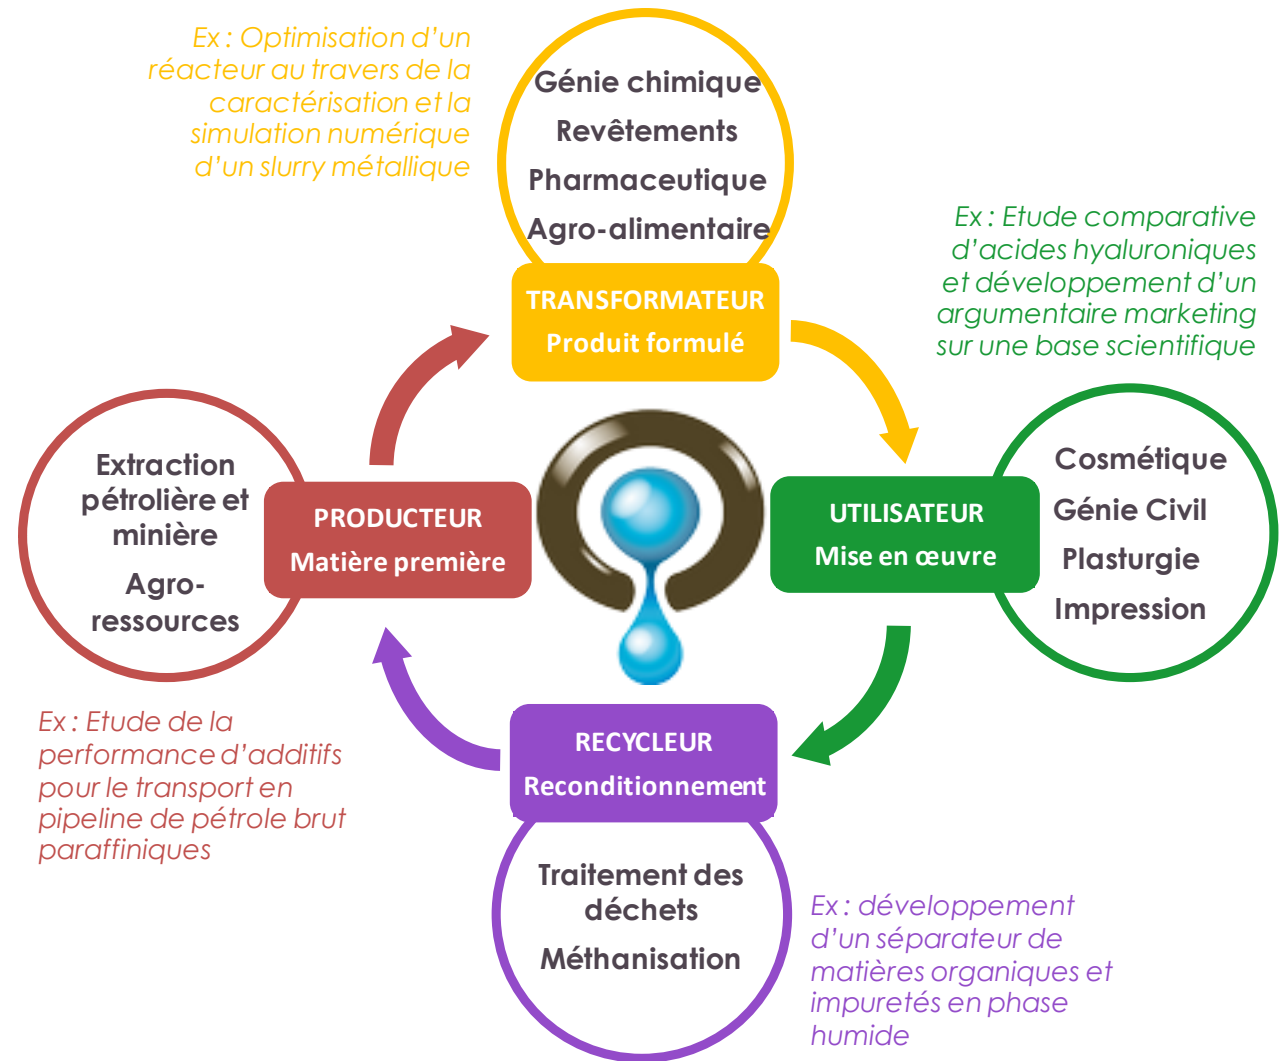 Ex : Optimisation d’un
réacteur au travers de la
caractérisation et la
simulation numérique
d’un slurry métallique
Génie chimique
Revêtements
Pharmaceutique
Agro-alimentaire
TRANSFORMATEUR
Produit formulé
Ex : Etude comparative
d’acides hyaluroniques
et développement d’un
argumentaire marketing
sur une base scientifique
Extraction
pétrolière et
minière
Agro-
ressources
PRODUCTEUR
Matière première
UTILISATEUR
Mise en œuvre
Cosmétique
Génie Civil
Plasturgie
Impression
Ex : Etude de la
performance d’additifs
pour le transport en
pipeline de pétrole brut
paraffiniques
RECYCLEUR
Reconditionnement
Traitement des
déchets
Méthanisation
Ex : développement
d’un séparateur de
matières organiques et
impuretés en phase
humide